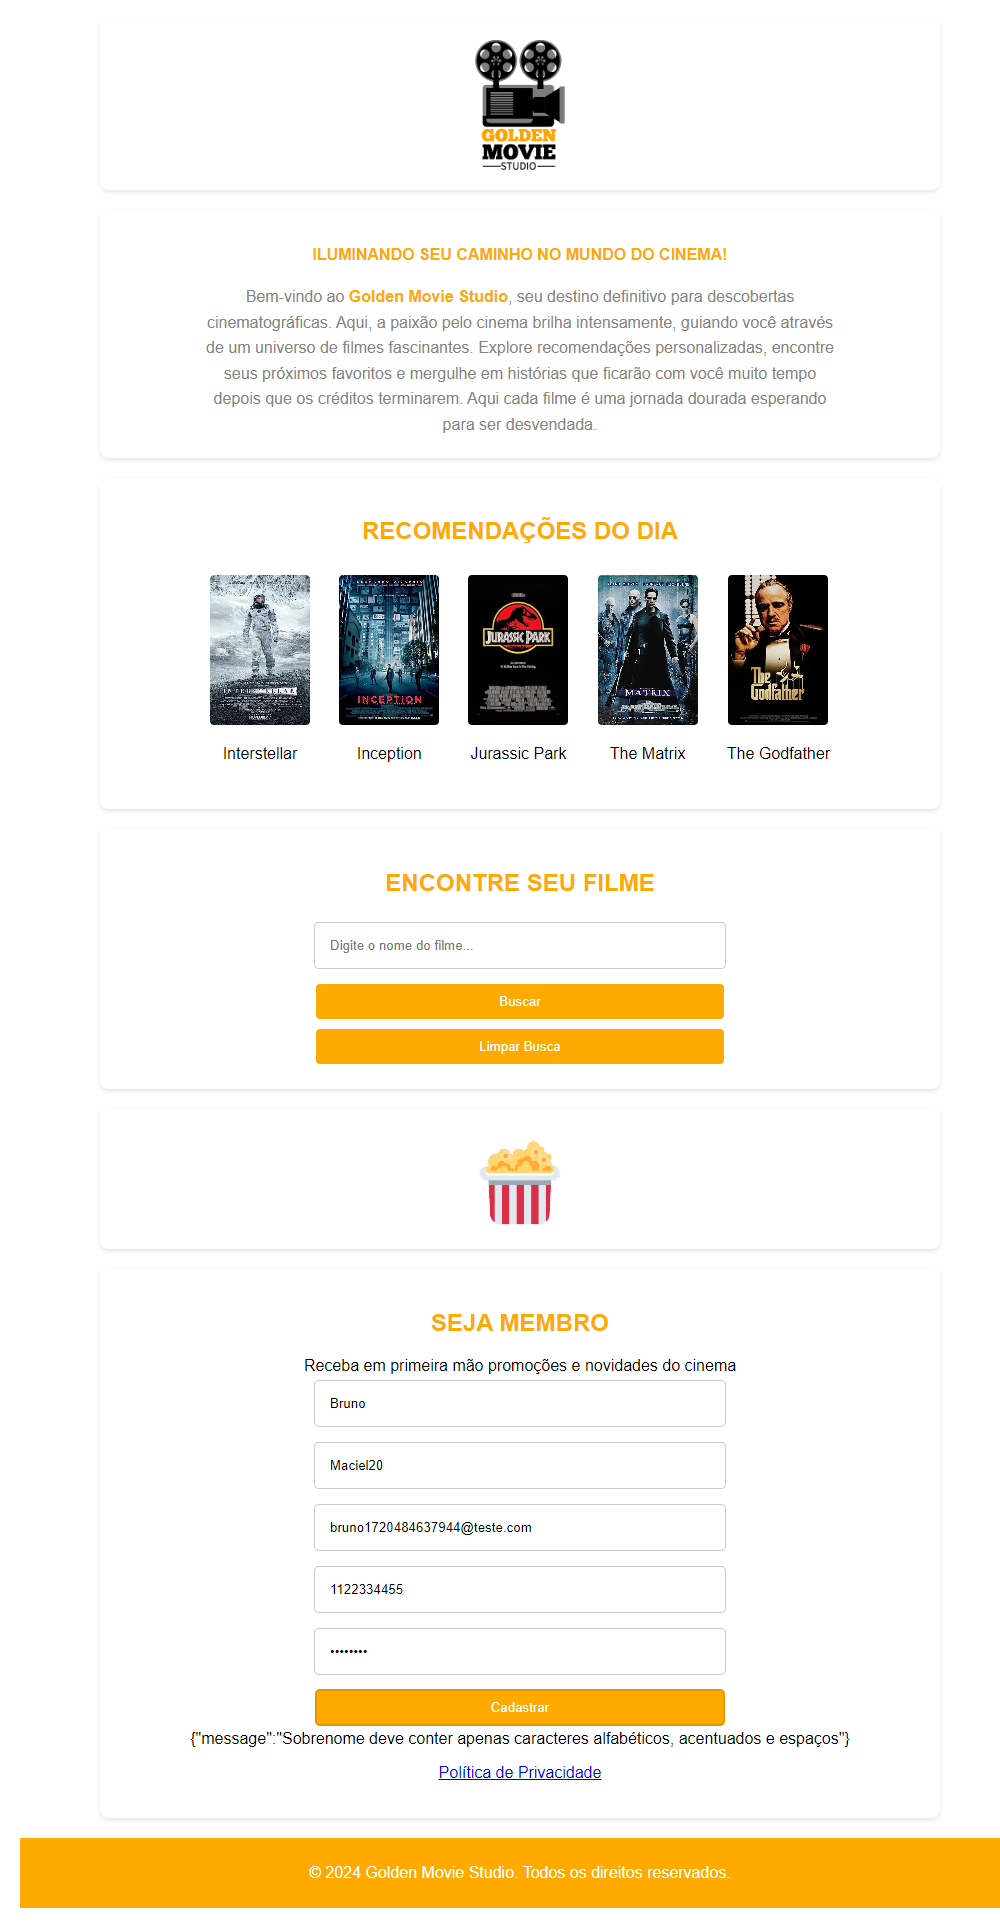 GOLDEN
MOVIE
STUDIO
ILUMINANDO SEU CAMINHO NO MUNDO DO CINEMA!
Bem-vindo ao Golden Movie Studio, seu destino definitivo para descobertas
cinematográficas. Aqui, a paixão pelo cinema brilha intensamente, guiando você através
de um universo de filmes fascinantes. Explore recomendações personalizadas, encontre
seus próximos favoritos e mergulhe em histórias que ficarão com você muito tempo
depois que os créditos terminarem. Aqui cada filme é uma jornada dourada esperando
para ser desvendada.
RECOMENDAÇÕES DO DIA
INTERSTELLAR
INCEPTION
JURASSIC PARK
MATRIX
The
Godfather
Interstellar
Inception
Jurassic Park
The Matrix
The Godfather
ENCONTRE SEU FILME
Digite o nome do filme...
Buscar
Limpar Busca
SEJA MEMBRO
Receba em primeira mão promoções e novidades do cinema
Bruno
Maciel20
bruno1720484637944@teste.com
1122334455
••••••••
Cadastrar
{"message":"Sobrenome deve conter apenas caracteres alfabéticos, acentuados e espaços"}
Política de Privacidade
© 2024 Golden Movie Studio. Todos os direitos reservados.